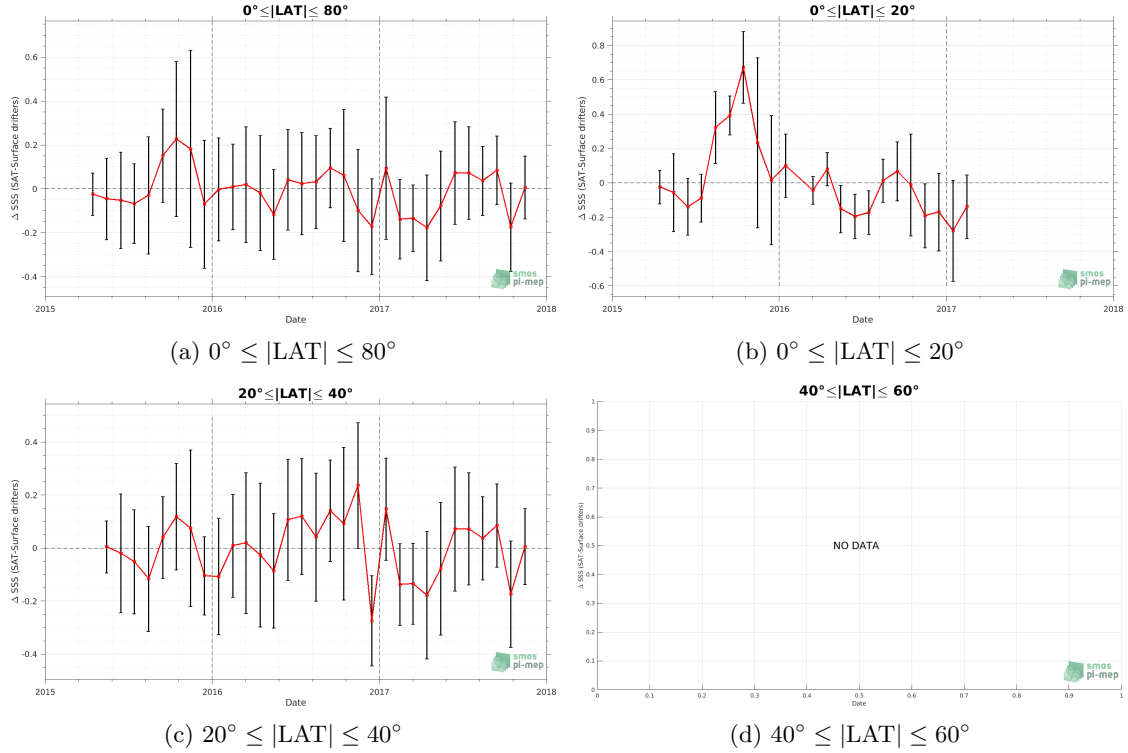 0°≤|LAT|≤ 80°
Δ SSS (SAT-Surface drifters)
0.6
0.4
0.2
0
-0.2
-0.4
2015
2016
2017
2018
Date
smos
pi-mep
(a) 0° ≤ |LAT| ≤ 80°
0°≤|LAT|≤ 20°
Δ SSS (SAT-Surface drifters)
0.8
0.6
0.4
0.2
0
-0.2
-0.4
-0.6
2015
2016
2017
2018
Date
smos
pi-mep
(b) 0° ≤ |LAT| ≤ 20°
20°≤|LAT|≤ 40°
Δ SSS (SAT-Surface drifters)
0.4
0.2
0
-0.2
-0.4
2015
2016
2017
2018
Date
smos
pi-mep
(c) 20° ≤ |LAT| ≤ 40°
40°≤|LAT|≤ 60°
Δ SSS (SAT-Surface drifters)
1
0.9
0.8
0.7
0.6
0.5
0.4
0.3
0.2
0.1
0
NO DATA
0
0.1
0.2
0.3
0.4
0.5
0.6
0.7
0.8
0.9
1
Date
smos
pi-mep
(d) 40° ≤ |LAT| ≤ 60°